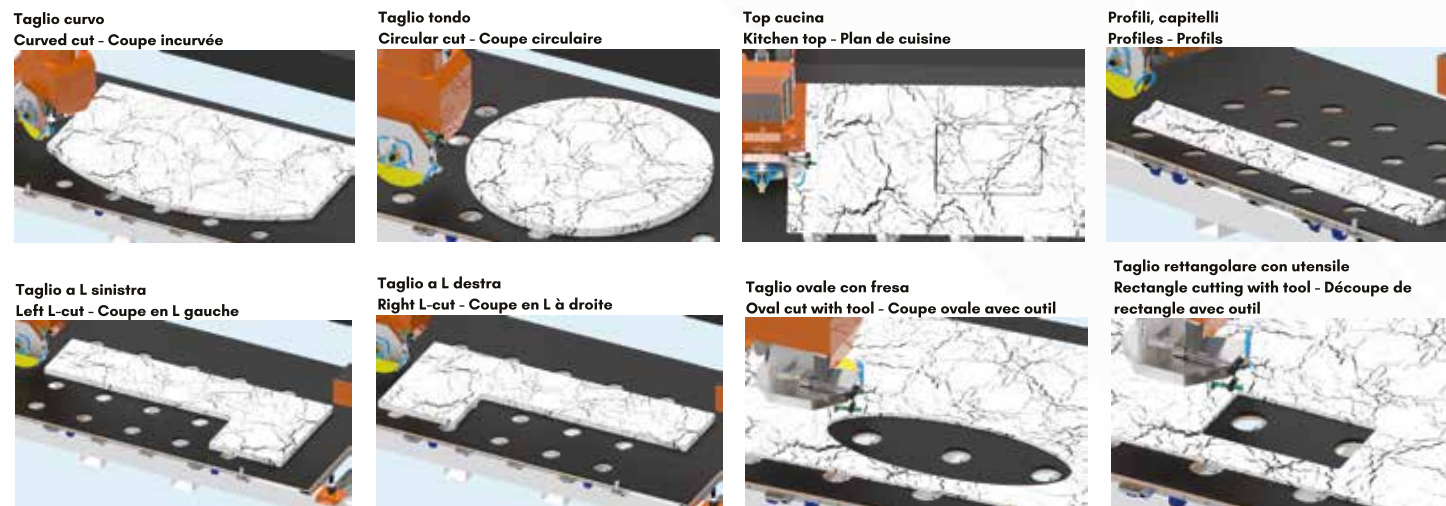 Taglio curvo
Curved cut - Coupe incurvée
Taglio tondo
Circular cut - Coupe circulaire
Top cucina
Kitchen top - Plan de cuisine
Profili, capitelli
Profiles - Profils
Taglio a L sinistra
Left L-cut - Coupe en L gauche
Taglio a L destra
Right L-cut - Coupe en L à droite
Taglio ovale con fresa
Oval cut with tool - Coupe ovale avec outil
Taglio rettangolare con utensile
Rectangle cutting with tool - Découpe de
rectangle avec outil